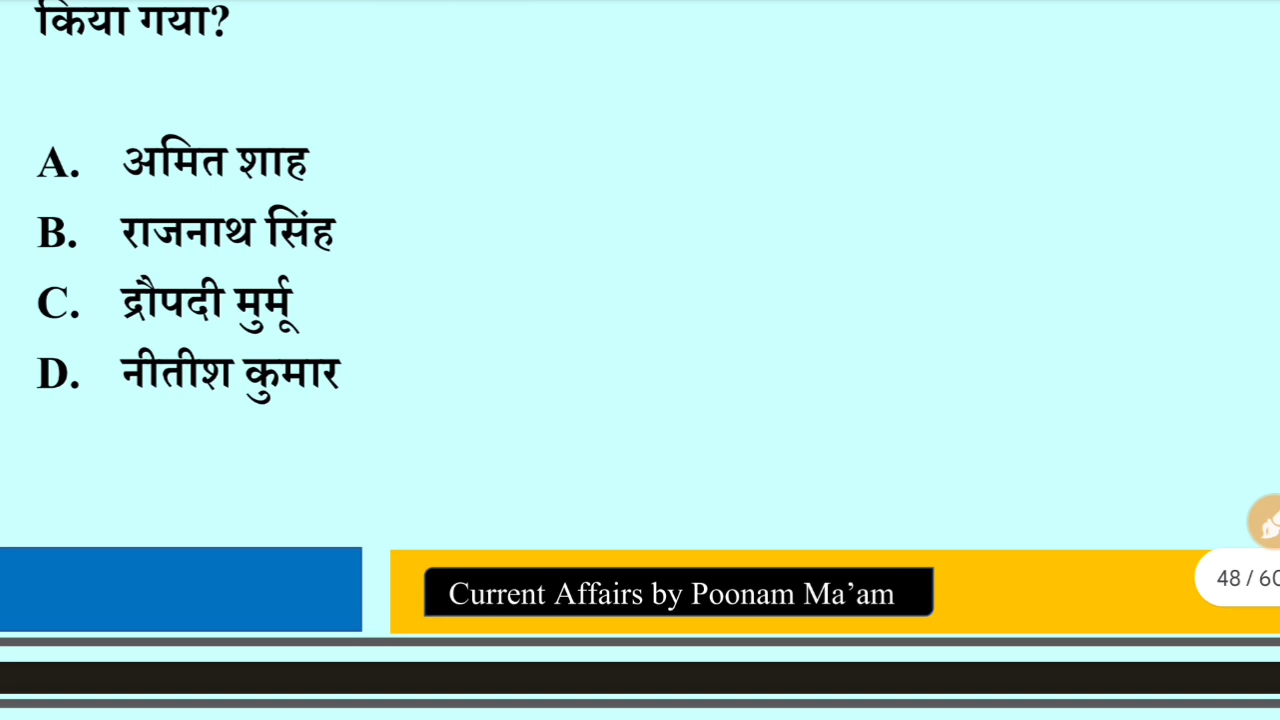 किया गया?
A. अमित शाह
B. राजनाथ सिंह
C. द्रौपदी मुर्मू
D. नीतीश कुमार
48 / 60
Current Affairs by Poonam Ma’am